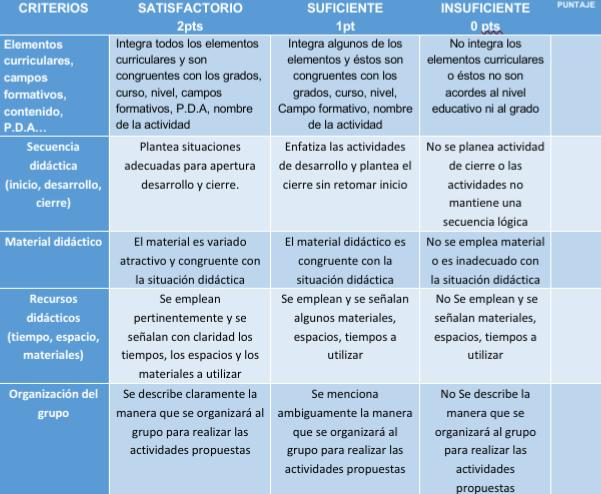 CRITERIOS SATISFACTORIO SUFICIENTE INSUFICIENTE PUNTAJE
2pts 1pt 0 pts
Elementos
curriculares,
campos
formativos,
contenido,
P.D.A…
Integra todos los elementos
curriculares y son
congruentes con los grados,
curso, nivel, campos
formativos, P.D.A, nombre
de la actividad
Integra algunos de los
elementos y éstos son
congruentes con los
grados, curso, nivel,
Campo formativo, nombre
de la actividad
No integra los
elementos curriculares
o éstos no son
acordes al nivel
educativo ni al grado
Secuencia
didáctica
(inicio, desarrollo,
cierre)
Plantea situaciones
adecuadas para apertura
desarrollo y cierre.
Enfatiza las actividades
de desarrollo y plantea el
cierre sin retomar inicio
No se planea actividad
de cierre o las
actividades no
mantiene una
secuencia lógica
Material didáctico
El material es variado
atractivo y congruente con
la situación didáctica
El material didáctico es
congruente con la
situación didáctica
No se emplea material
o es inadecuado con
la situación didáctica
Recursos
didácticos
(tiempo, espacio,
materiales)
Se emplean
pertinentemente y se
señalan con claridad los
tiempos, los espacios y los
materiales a utilizar
Se emplean y se señalan
algunos materiales,
espacios, tiempos a
utilizar
No Se emplean y se
señalan materiales,
espacios, tiempos a
utilizar
Organización del
grupo
Se describe claramente la
manera que se organizará al
grupo para realizar las
actividades propuestas
Se menciona
ambiguamente la manera
que se organizará al
grupo para realizar las
actividades propuestas
No Se describe la
manera que se
organizará al grupo
para realizar las
actividades
propuestas